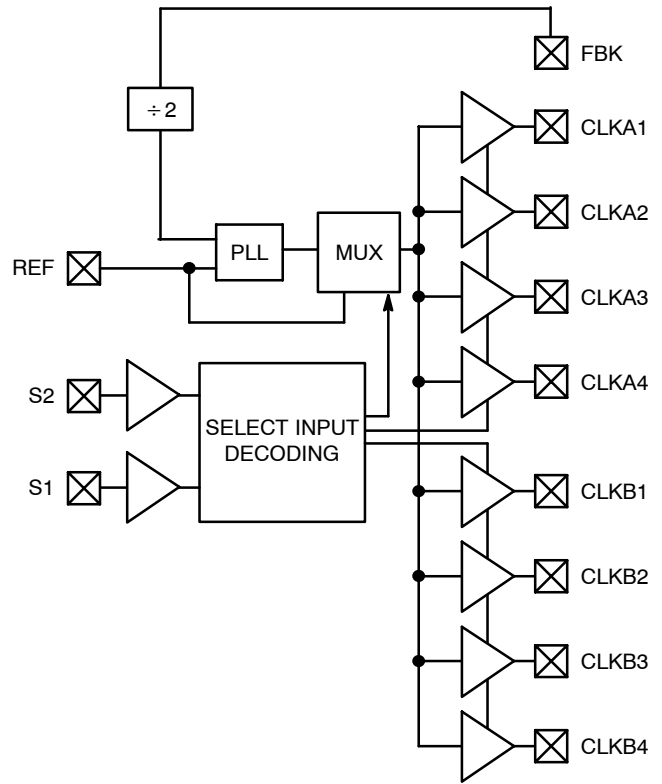 FBK
÷2
CLKA1
CLKA2
PLL
MUX
REF
CLKA3
S2
CLKA4
SELECT INPUT
DECODING
S1
CLKB1
CLKB2
CLKB3
CLKB4